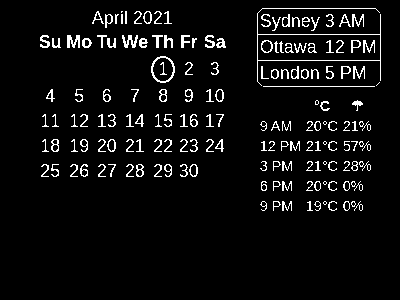 April 2021
Su Mo Tu We Th Fr Sa
1 2 3
4 5 6 7 8 9 10
11 12 13 14 15 16 17
18 19 20 21 22 23 24
25 26 27 28 29 30
Sydney 3 AM
Ottawa 12 PM
London 5 PM
°C ☂
9 AM 20°C 21%
12 PM 21°C 57%
3 PM 21°C 28%
6 PM 20°C 0%
9 PM 19°C 0%